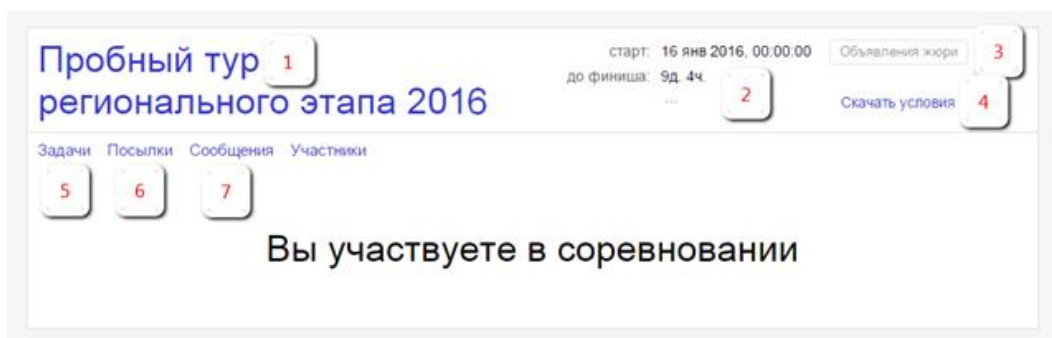 Пробный тур 1
регионального этапа 2016
старт: 16 янв 2016, 00:00:00
до финиша: 9д. 4ч.
...
2
Объявления жюри 3
Скачать условия 4
Задачи Посылки Сообщения Участники
5 6 7
Вы участвуете в соревновании